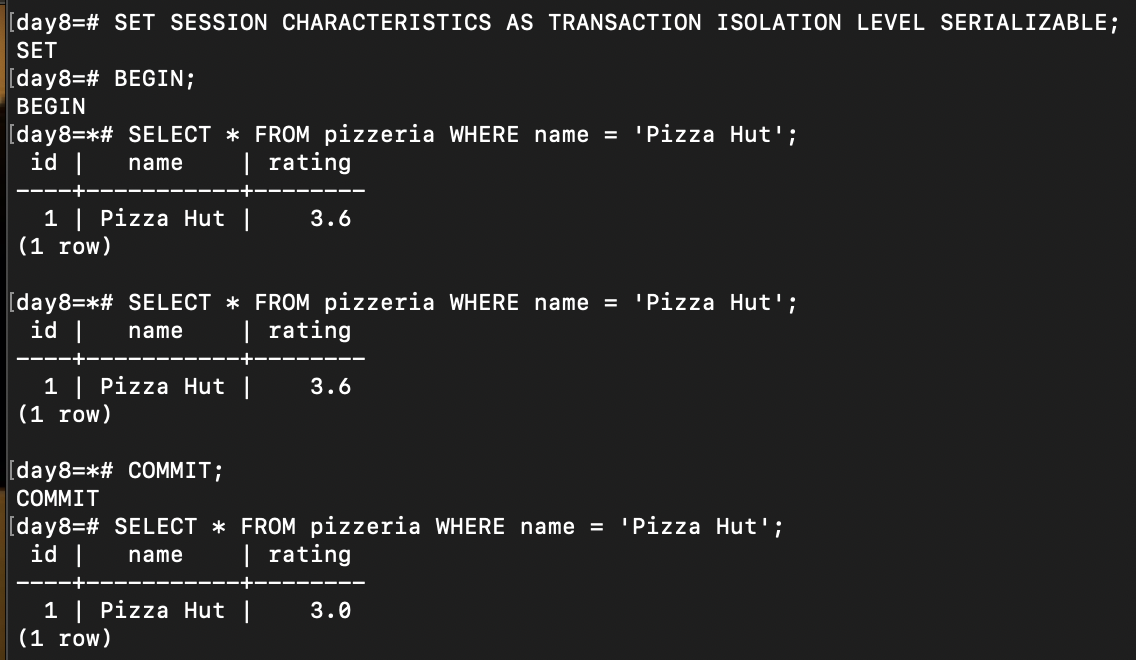 [day8=# SET SESSION CHARACTERISTICS AS TRANSACTION ISOLATION LEVEL SERIALIZABLE;
SET
[day8=# BEGIN;
BEGIN
[day8=*# SELECT * FROM pizzeria WHERE name = 'Pizza Hut';
 id |   name    | rating
----+-----------+--------
  1 | Pizza Hut |    3.6
(1 row)

[day8=*# SELECT * FROM pizzeria WHERE name = 'Pizza Hut';
 id |   name    | rating
----+-----------+--------
  1 | Pizza Hut |    3.6
(1 row)

[day8=*# COMMIT;
COMMIT
[day8=# SELECT * FROM pizzeria WHERE name = 'Pizza Hut';
 id |   name    | rating
----+-----------+--------
  1 | Pizza Hut |    3.0
(1 row)